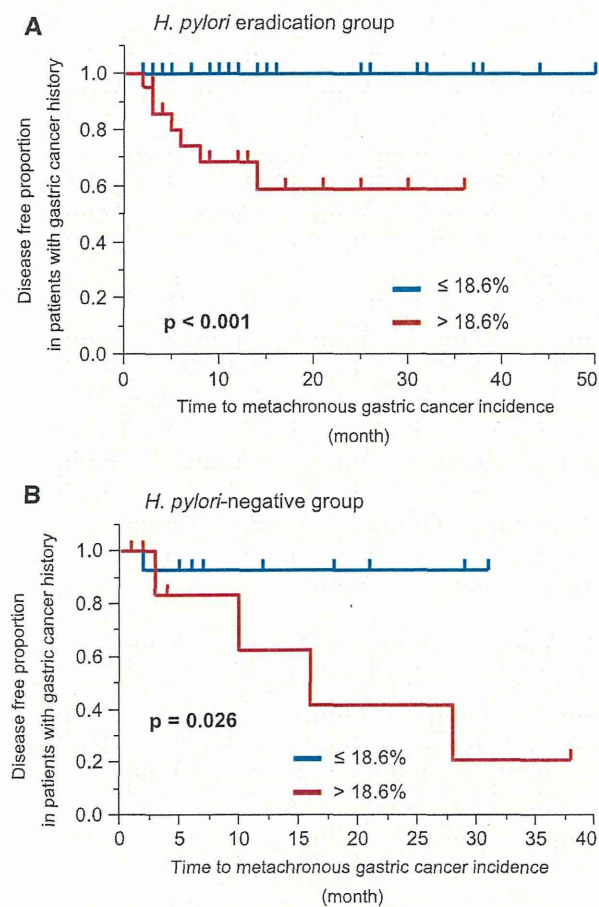 A
H. pylori eradication group
Disease free proportion
in patients with gastric cancer history
1.0
0.8
0.6
0.4
0.2
0.0
≤ 18.6%
> 18.6%
p < 0.001
0 10 20 30 40 50
Time to metachronous gastric cancer incidence
(month)
B
H. pylori-negative group
Disease free proportion
in patients with gastric cancer history
1.0
0.8
0.6
0.4
0.2
0.0
p = 0.026
≤ 18.6%
> 18.6%
0 5 10 15 20 25 30 35 40
Time to metachronous gastric cancer incidence
(month)